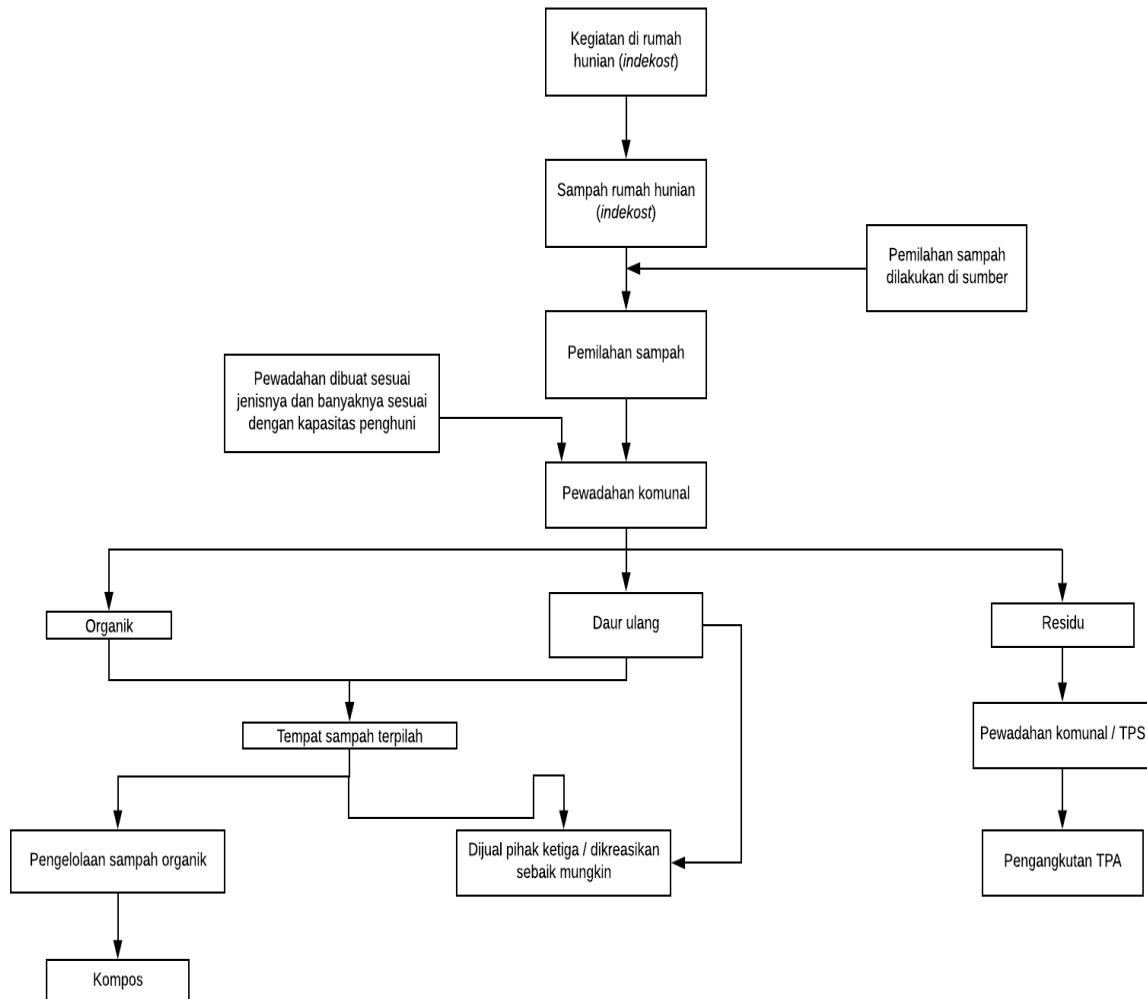 Kegiatan di rumah
hunian (indekost)
Sampah rumah hunian
(indekost)
Pemilahan sampah
dilakukan di sumber
Pemilahan sampah
Pewadahan dibuat sesuai
jenisnya dan banyaknya sesuai
dengan kapasitas penghuni
Pewadahan komunal
Organik
Daur ulang
Residu
Tempat sampah terpilah
Pewadahan komunal / TPS
Pengelolaan sampah organik
Dijual pihak ketiga / dikreasikan
sebaik mungkin
Pengangkutan TPA
Kompos